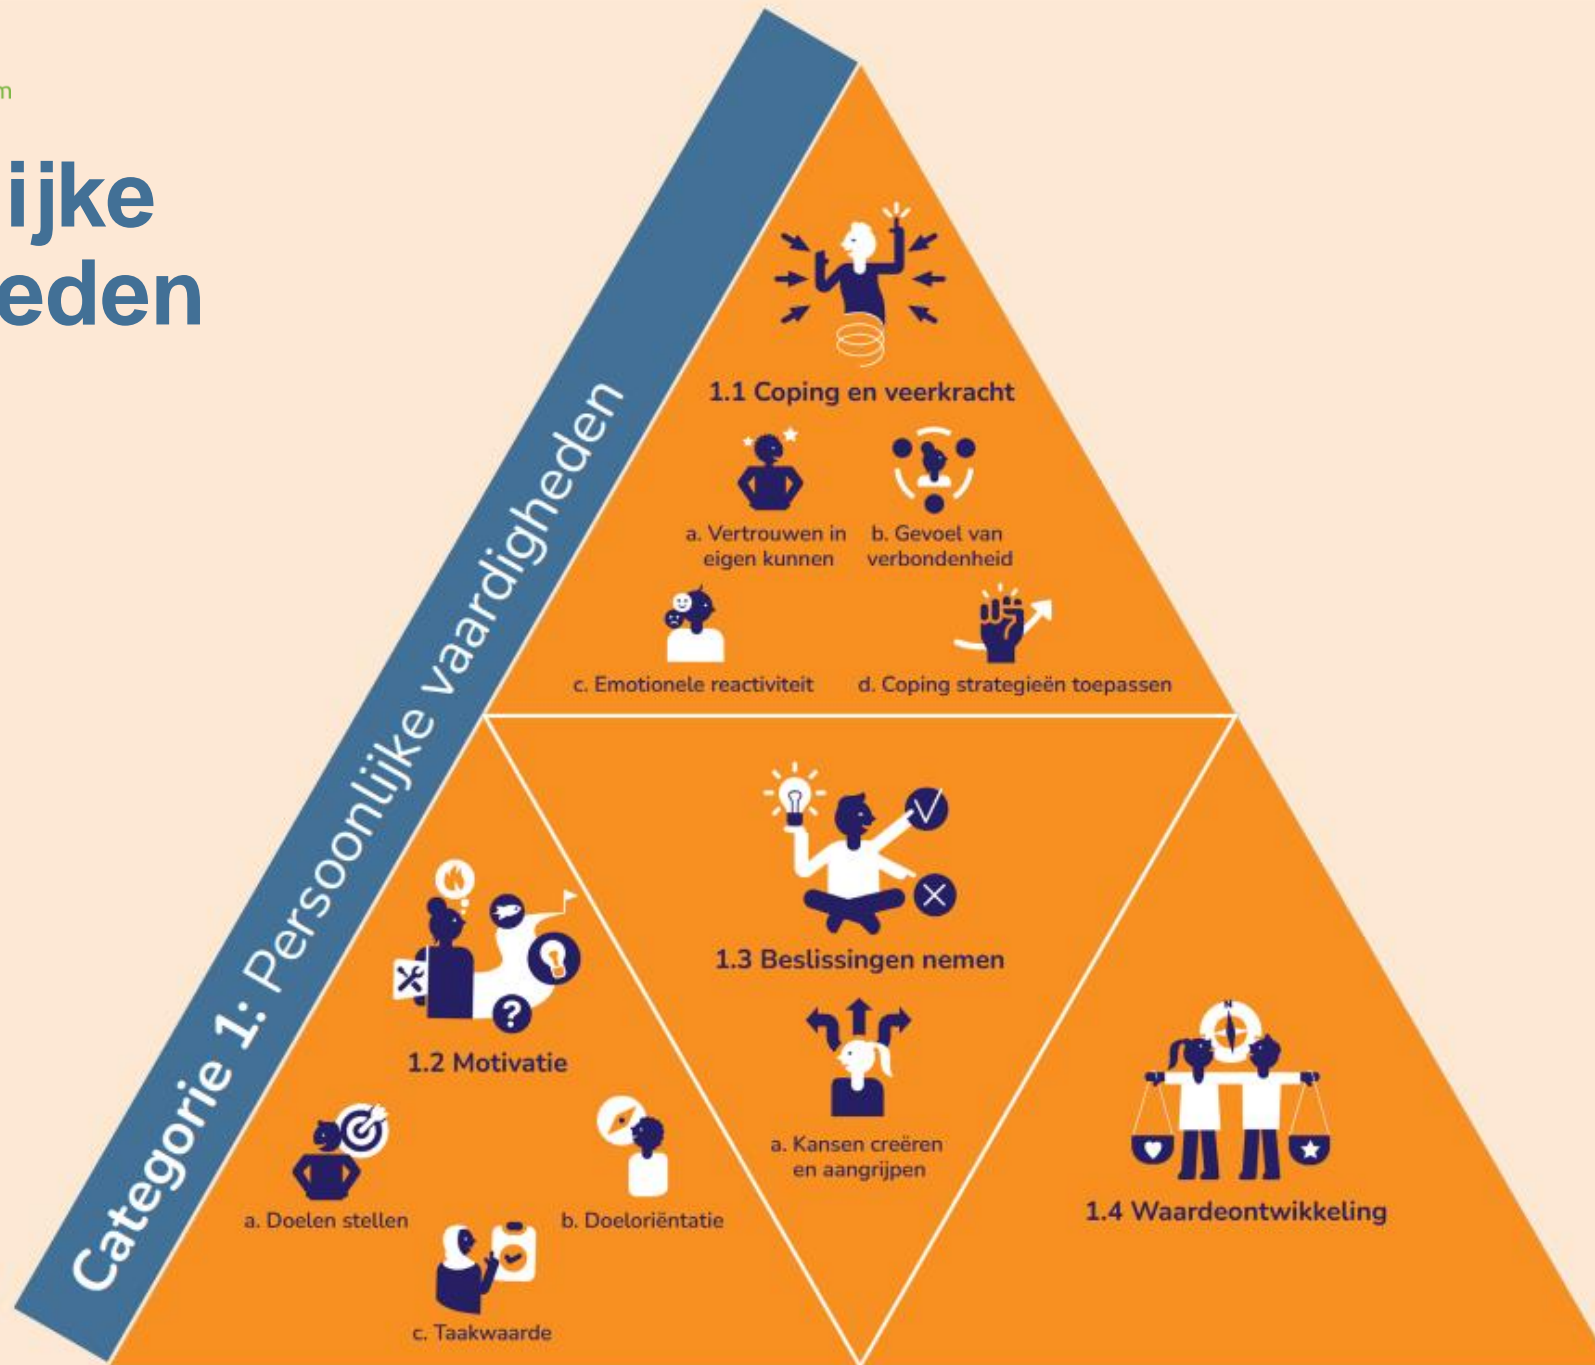 m
ijke
eden
Categorie 1: Persoonlijke vaardigheden
1.1 Coping en veerkracht
a. Vertrouwen in
eigen kunnen
b. Gevoel van
verbondenheid
c. Emotionele reactiviteit
d. Coping strategieën toepassen
1.2 Motivatie
?
a. Doelen stellen
b. Doeloriëntatie
c. Taakwaarde
1.3 Beslissingen nemen
a. Kansen creëren
en aangrijpen
N
1.4 Waardeontwikkeling